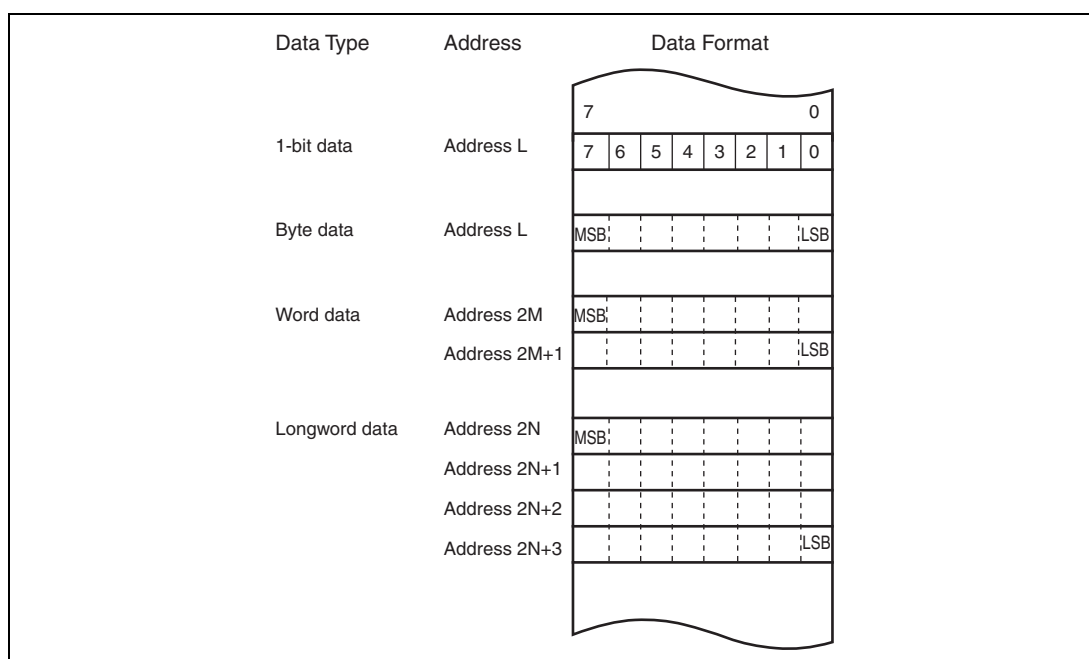 Data Type Address Data Format
7 0
1-bit data Address L 7 6 5 4 3 2 1 0
Byte data Address L MSB LSB
Word data Address 2M MSB
Address 2M+1 LSB
Longword data Address 2N MSB
Address 2N+1
Address 2N+2
Address 2N+3 LSB